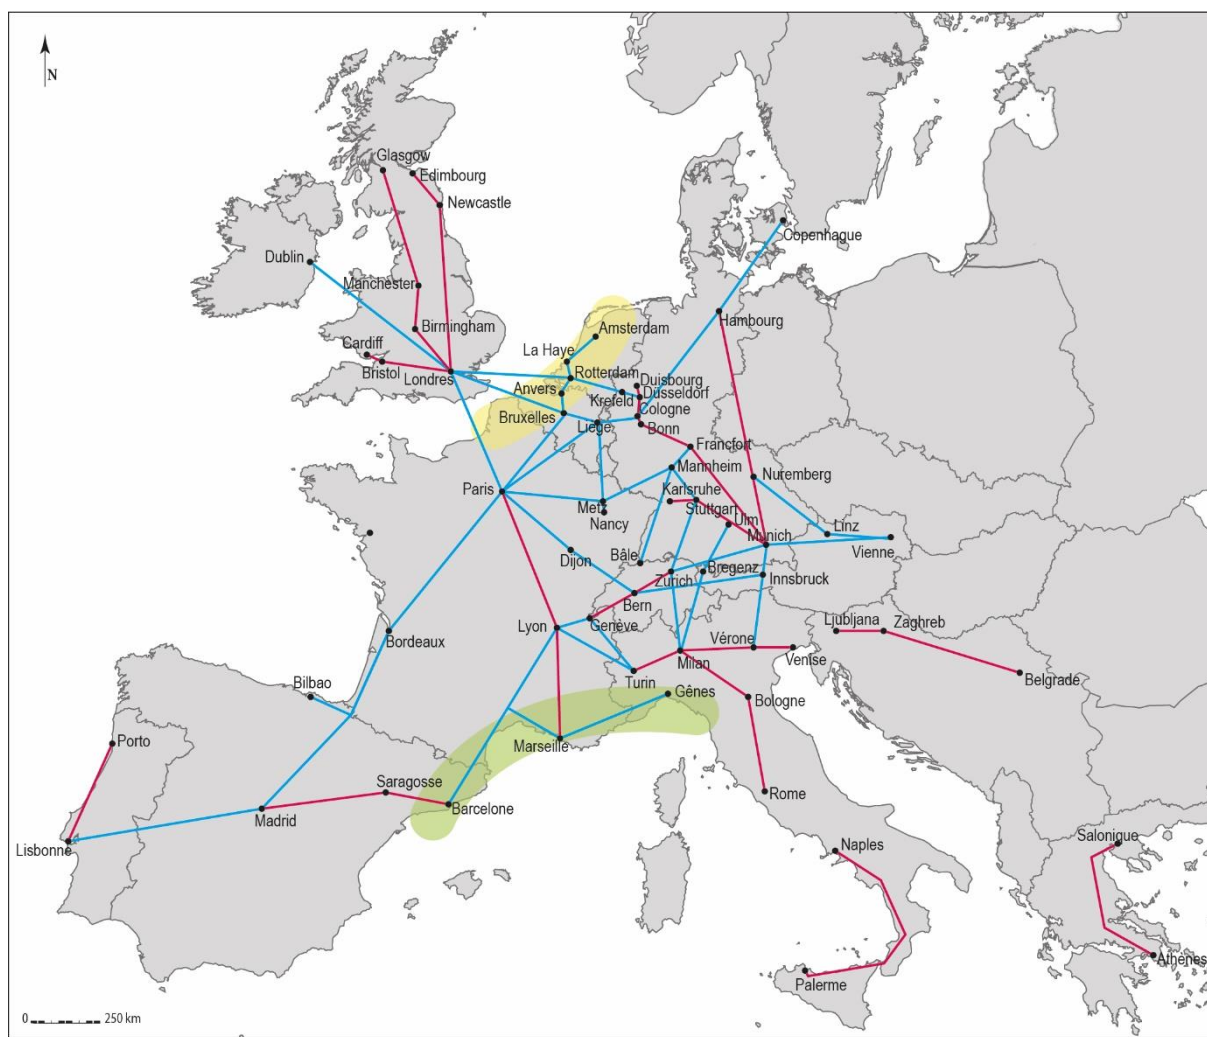 N
Glasgow
Edimbourg
Newcastle
Copenhague
Dublin
Manchester
Hambourg
Birmingham
Amsterdam
Cardiff
La Haye
Bristol
Londres
Rotterdam
Duisbourg
Anvers
Krefeld
Düsseldorf
Bruxelles
Cologne
Liege
Bonn
Francfort
Mannheim
Nuremberg
Paris
Karlsruhe
Metz
Stuttgart
Nancy
Ulm
Linz
Munich
Vienne
Dijon
Bâle
Zurich
Bregenz
Innsbruck
Bern
Lyon
Genève
Ljubljana
Zaghreb
Bordeaux
Vérone
Milan
Venise
Turin
Belgrade
Bilbao
Gênes
Bologne
Porto
Marseille
Saragosse
Rome
Madrid
Barcelone
Lisbonne
Naples
Salonique
Palerme
Athenes
0 250 km